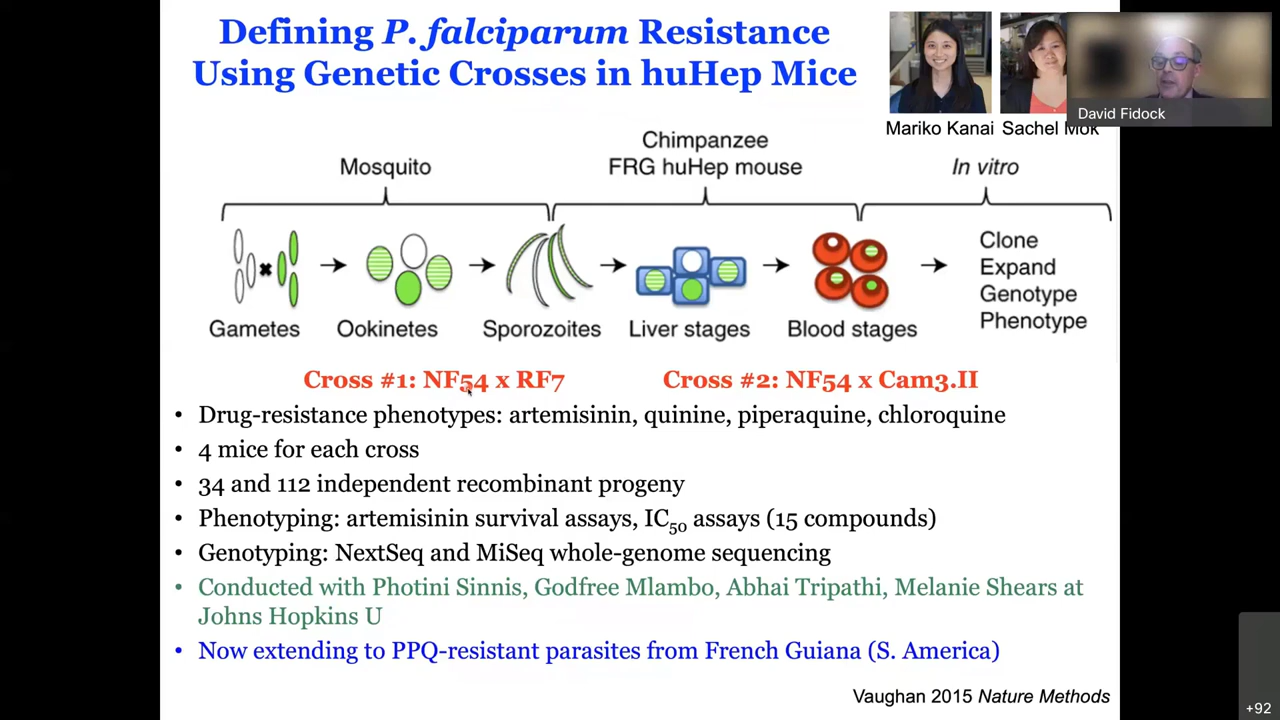 Defining P. falciparum Resistance
Using Genetic Crosses in huHep Mice
David Fidock
Mariko Kanai Sachel Mok
Mosquito
Chimpanzee
FRG huHep mouse
In vitro
Gametes
Ookinetes
Sporozoites
Liver stages
Blood stages
Clone
Expand
Genotype
Phenotype
Cross #1: NF54 x RF7
Cross #2: NF54 x Cam3.II
• Drug-resistance phenotypes: artemisinin, quinine, piperaquine, chloroquine
• 4 mice for each cross
• 34 and 112 independent recombinant progeny
• Phenotyping: artemisinin survival assays, IC50 assays (15 compounds)
• Genotyping: NextSeq and MiSeq whole-genome sequencing
• Conducted with Photini Sinnis, Godfree Mlambo, Abhai Tripathi, Melanie Shears at
Johns Hopkins U
• Now extending to PPQ-resistant parasites from French Guiana (S. America)
Vaughan 2015 Nature Methods
+92